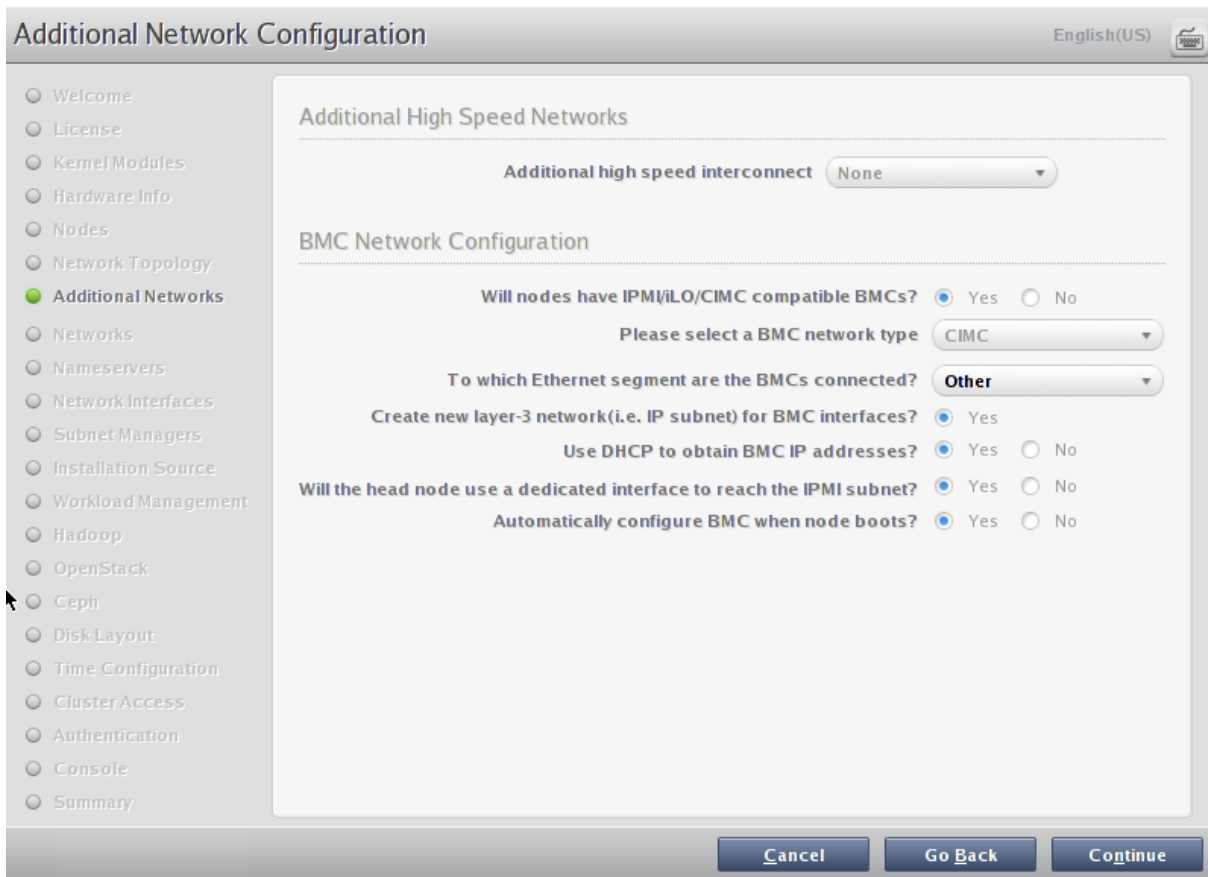 Additional Network Configuration English(US)
Welcome
License
Kernel Modules
Hardware Info
Nodes
Network Topology
Additional Networks
Networks
Nameservers
Network Interfaces
Subnet Managers
Installation Source
Workload Management
Hadoop
OpenStack
Ceph
Disk Layout
Time Configuration
Cluster Access
Authentication
Console
Summary
Additional High Speed Networks
Additional high speed interconnect None
BMC Network Configuration
Will nodes have IPMI/iLO/CIMC compatible BMCs? Yes No
Please select a BMC network type CIMC
To which Ethernet segment are the BMCs connected? Other
Create new layer-3 network(i.e. IP subnet) for BMC interfaces? Yes
Use DHCP to obtain BMC IP addresses? Yes No
Will the head node use a dedicated interface to reach the IPMI subnet? Yes No
Automatically configure BMC when node boots? Yes No
Cancel Go Back Continue